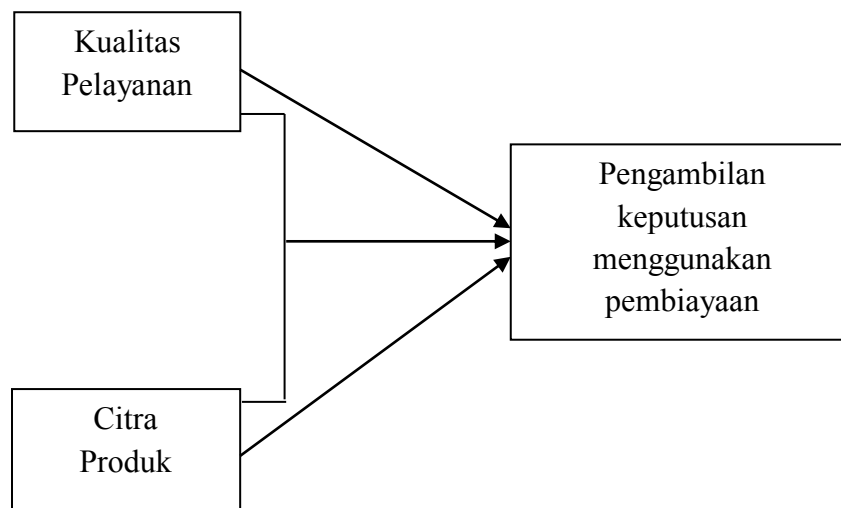 Kualitas
Pelayanan
Pengambilan
keputusan
menggunakan
pembiayaan
Citra
Produk